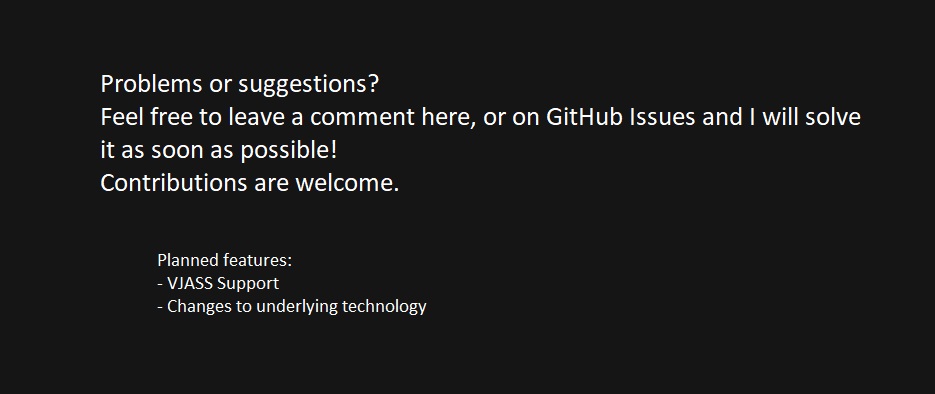 Problems or suggestions?
Feel free to leave a comment here, or on GitHub Issues and I will solve
it as soon as possible!
Contributions are welcome.
Planned features:
- VJASS Support
- Changes to underlying technology